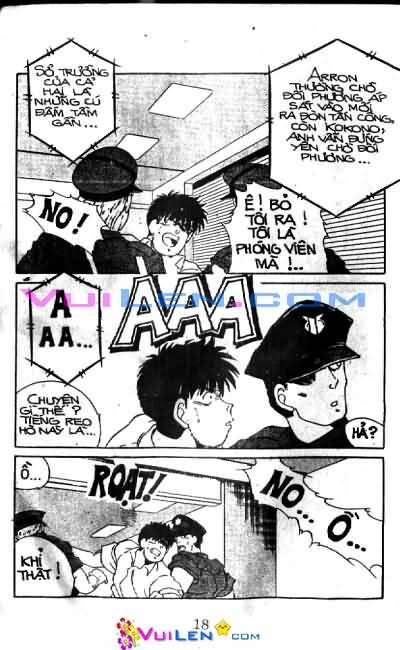 SỞ TRƯỜNG
CỦA CẢ
HAI LÀ
NHỮNG CÚ
ĐẤM TẦM
GẦN...
ARRON
THƯỜNG CHỜ
ĐỐI PHƯƠNG ÁP
SÁT VÀO MỚI
RA ĐÒN TẤN CÔNG,
CÒN KOKONO,
ANH VẪN ĐỨNG
YÊN CHỜ ĐỐI
PHƯƠNG...
NO!
Ê! BỎ
TÔI RA!
TÔI LÀ
PHÓNG VIÊN
MÀ!...
A
AA...
AAA
VUILEN.COM
CHUYỆN
GÌ THẾ?
TIẾNG REO
HÒ NÀY LÀ...
HẢ?
Ồ...
ROẠT!
NO... Ồ...
KHỈ
THẬT!
18
VUILEN.COM